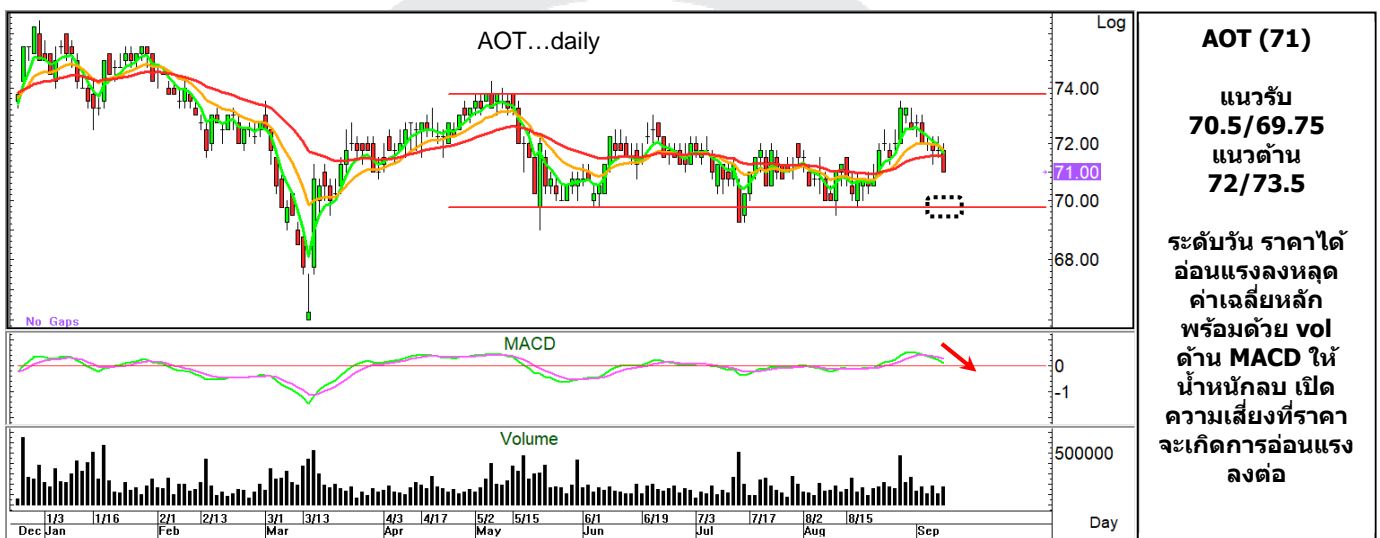 AOT...daily
Log
74.00
72.00
71.00
70.00
68.00
No Gaps
MACD
0
-1
Volume
500000
1/3 1/16 2/1 2/13 3/1 3/13 4/3 4/17 5/2 5/15 6/1 6/19 7/3 7/17 8/2 8/15
Dec Jan Feb Mar Apr May Jun Jul Aug Sep
Day
AOT (71)
แนวรับ
70.5/69.75
แนวต้าน
72/73.5
ระดับวัน ราคาได้
อ่อนแรงลงหลุด
ค่าเฉลี่ยหลัก
พร้อมด้วย vol
ด้าน MACD ให้
น้ำหนักลบ เปิด
ความเสี่ยงที่ราคา
จะเกิดการอ่อนแรง
ลงต่อ